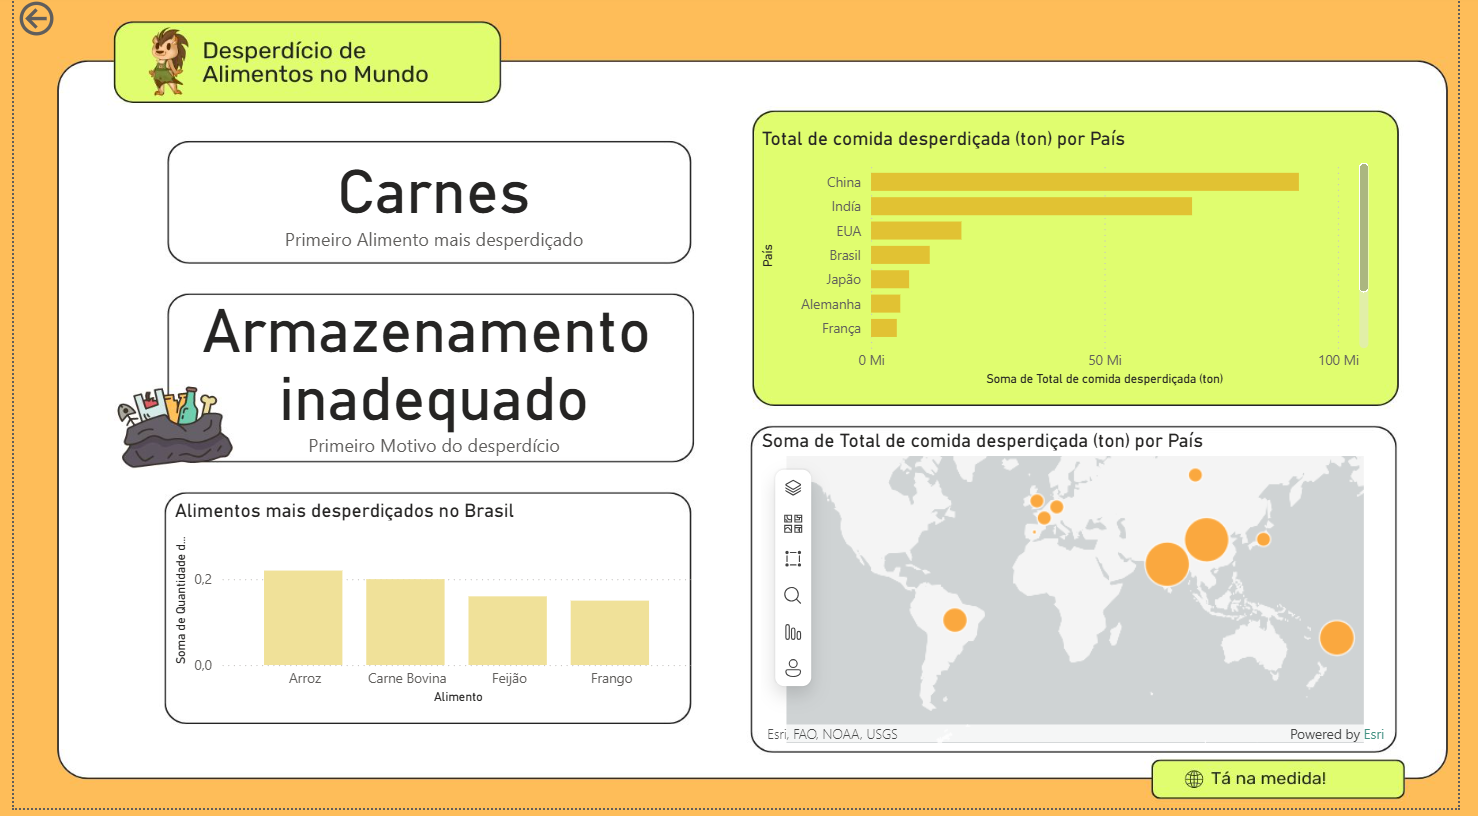 Desperdício de
Alimentos no Mundo
Carnes
Primeiro Alimento mais desperdiçado
Armazenamento
inadequado
Primeiro Motivo do desperdício
Alimentos mais desperdiçados no Brasil
Soma de Quantidade d...
0,2
0,0
Arroz
Carne Bovina
Feijão
Frango
Alimento
Total de comida desperdiçada (ton) por País
País
China
Indía
EUA
Brasil
Japão
Alemanha
França
0 Mi
50 Mi
100 Mi
Soma de Total de comida desperdiçada (ton)
Soma de Total de comida desperdiçada (ton) por País
Esri, FAO, NOAA, USGS
Powered by Esri
Tá na medida!